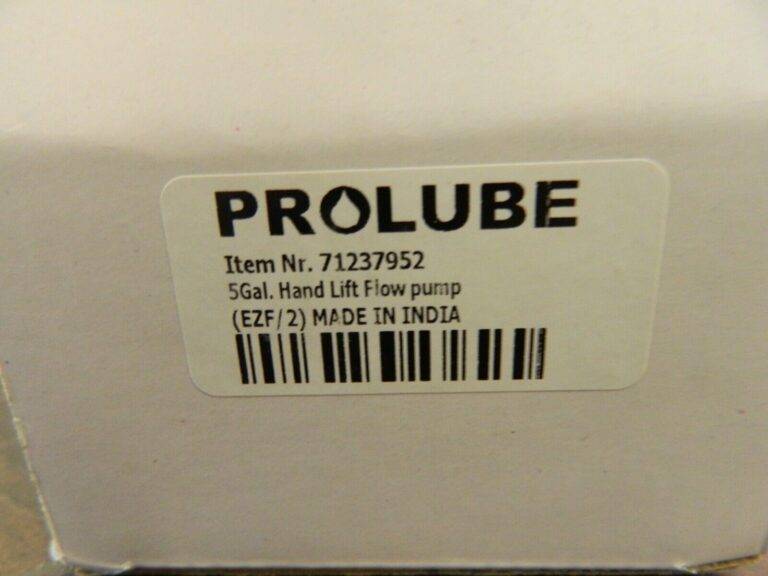 PROLUBE
Item Nr. 71237952
5Gal. Hand Lift Flow pump
(EZF/2) MADE IN INDIA